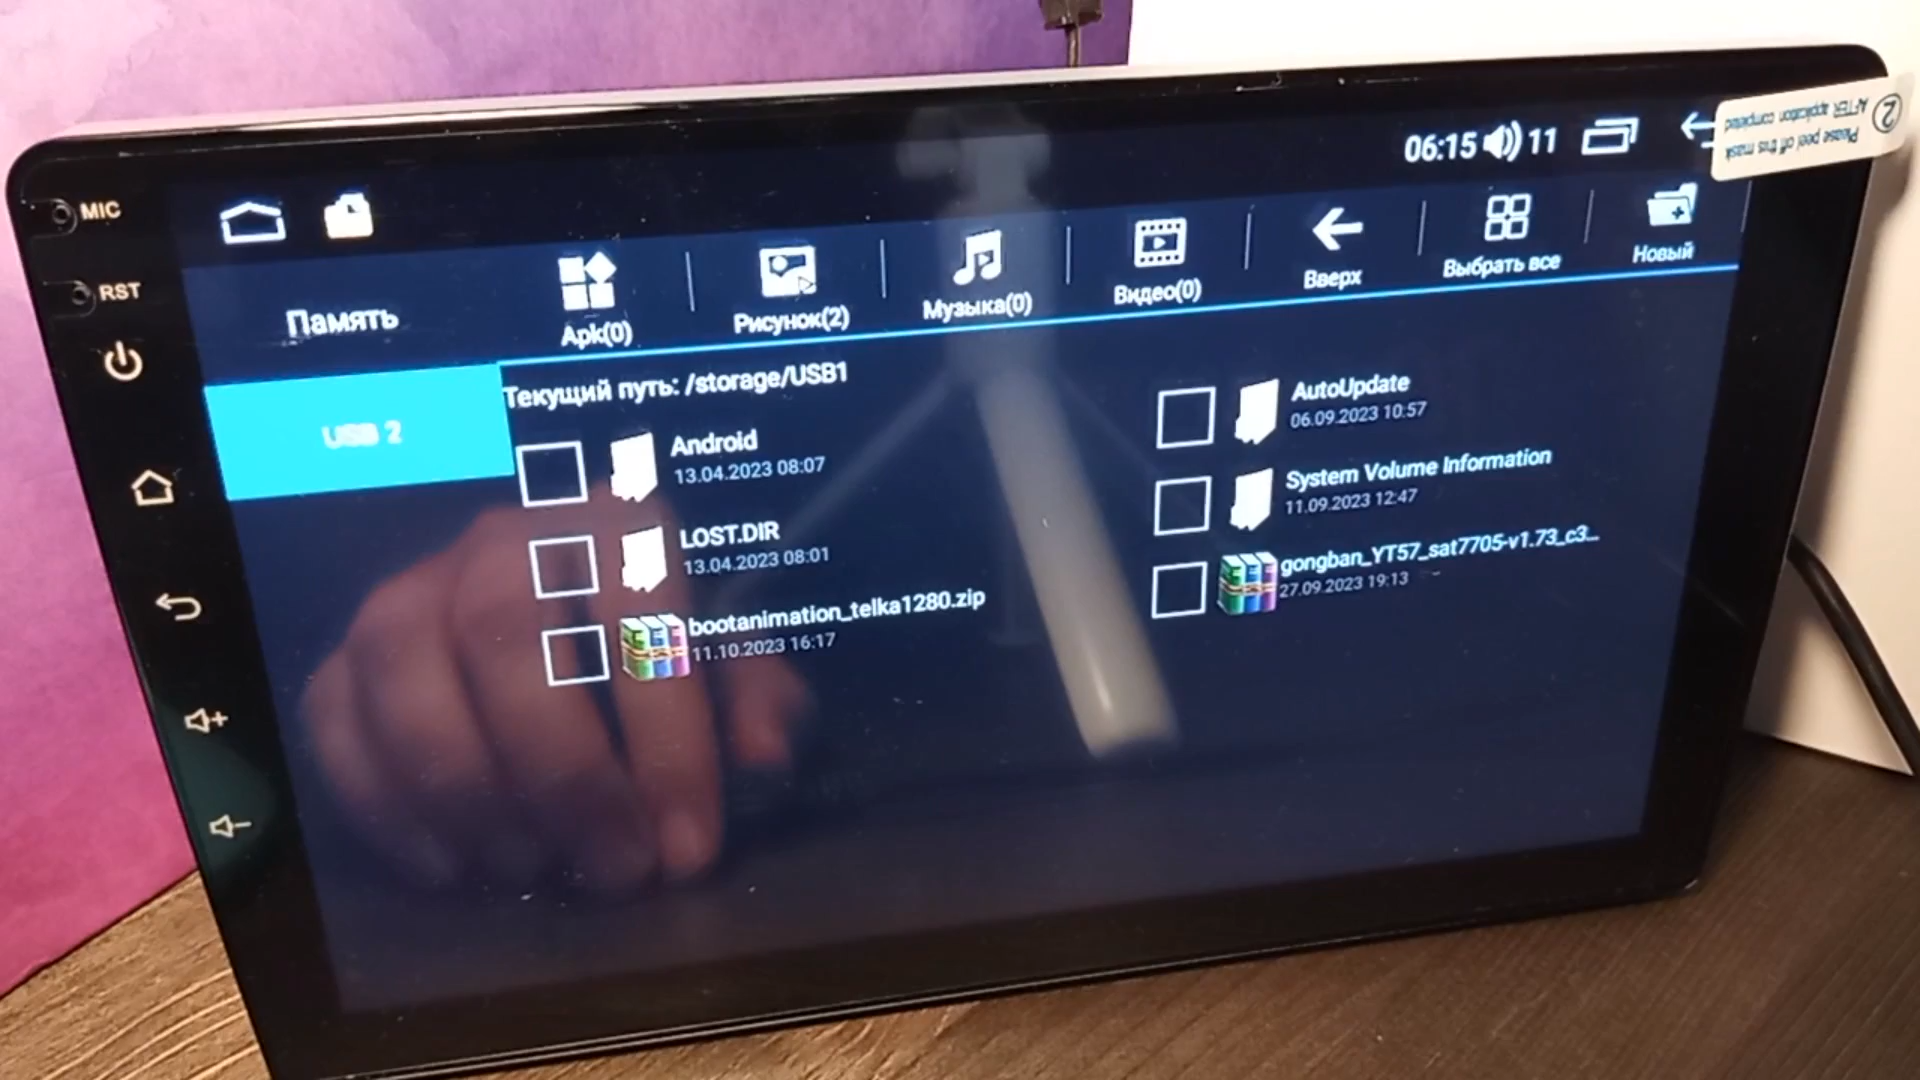 Please peel off this mask
AFTER application completed
2
06:15 11
MIC
RST
Память
Apk(0)
Рисунок(2)
Музыка(0)
Видео(0)
Вверх
Выбрать все
Новый
USB 2
Текущий путь: /storage/USB1
Android
13.04.2023 08:07
LOST.DIR
13.04.2023 08:01
bootanimation_telka1280.zip
11.10.2023 16:17
AutoUpdate
06.09.2023 10:57
System Volume Information
11.09.2023 12:47
gongban_YT57_sat7705-v1.73_c3...
27.09.2023 19:13